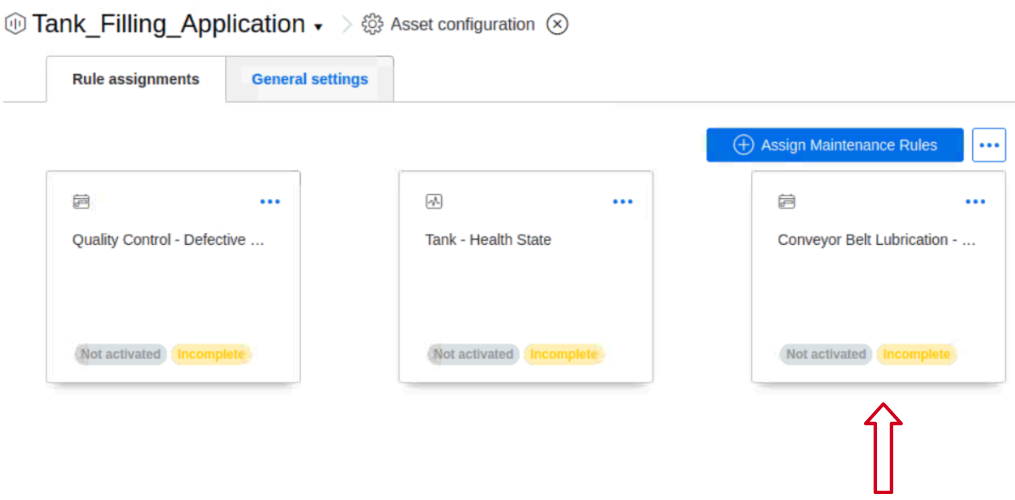 Tank_Filling_Application
Asset configuration
Rule assignments
General settings
Assign Maintenance Rules
Quality Control - Defective ...
Tank - Health State
Conveyor Belt Lubrication - ...
Not activated Incomplete
Not activated Incomplete
Not activated Incomplete